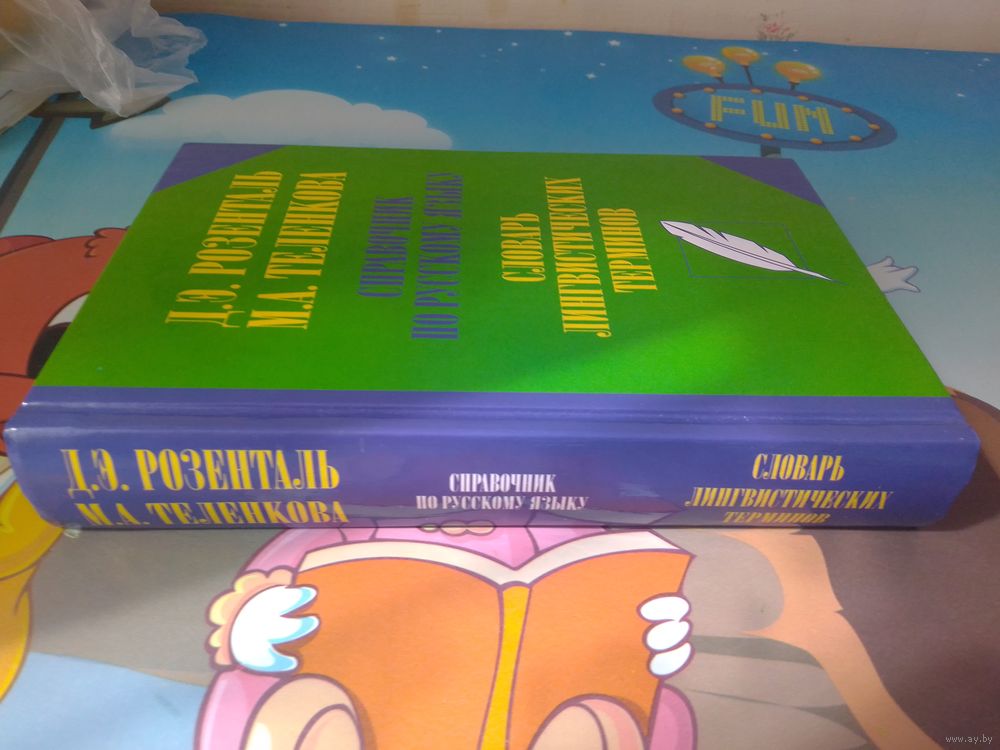 FUN
Д.Э. РОЗЕНТАЛЬ
М.А. ТЕЛЕНКОВА
СПРАВОЧНИК
ПО РУССКОМУ ЯЗЫКУ
СЛОВАРЬ
ЛИНГВИСТИЧЕСКИХ
ТЕРМИНОВ
Д.Э. РОЗЕНТАЛЬ
М.А. ТЕЛЕНКОВА
СПРАВОЧНИК
ПО РУССКОМУ ЯЗЫКУ
СЛОВАРЬ
ЛИНГВИСТИЧЕСКИХ
ТЕРМИНОВ
www.ay.by